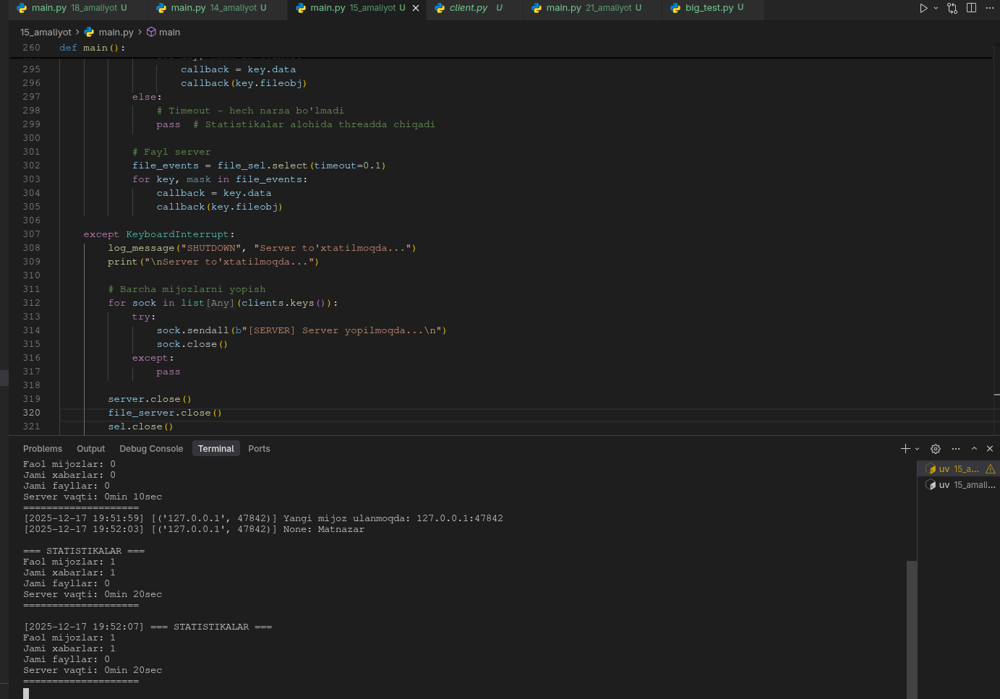 main.py 18_amaliyot U main.py 14_amaliyot U main.py 15_amaliyot U client.py U main.py 21_amaliyot U big_test.py U
15_amaliyot > main.py > main
260 def main():
295 callback = key.data
296 callback(key.fileobj)
297 else:
298 # Timeout - hech narsa bo'lmadi
299 pass # Statistikalar alohida threadda chiqadi
300
301 # Fayl server
302 file_events = file_sel.select(timeout=0.1)
303 for key, mask in file_events:
304 callback = key.data
305 callback(key.fileobj)
306
307 except KeyboardInterrupt:
308 log_message("SHUTDOWN", "Server to'xtatilmoqda...")
309 print("\nServer to'xtatilmoqda...")
310
311 # Barcha mijozlarni yopish
312 for sock in list[Any](clients.keys()):
313 try:
314 sock.sendall(b"[SERVER] Server yopilmoqda...\n")
315 sock.close()
316 except:
317 pass
318
319 server.close()
320 file_server.close()
321 sel.close()
Problems Output Debug Console Terminal Ports
Faol mijozlar: 0
Jami xabarlar: 0
Jami fayllar: 0
Server vaqti: 0min 10sec
====================
[2025-12-17 19:51:59] [('127.0.0.1', 47842)] Yangi mijoz ulanmoqda: 127.0.0.1:47842
[2025-12-17 19:52:03] [('127.0.0.1', 47842)] None: Matnazar
=== STATISTIKALAR ===
Faol mijozlar: 1
Jami xabarlar: 1
Jami fayllar: 0
Server vaqti: 0min 20sec
====================
[2025-12-17 19:52:07] === STATISTIKALAR ===
Faol mijozlar: 1
Jami xabarlar: 1
Jami fayllar: 0
Server vaqti: 0min 20sec
====================
uv 15_a...
uv 15_amali...